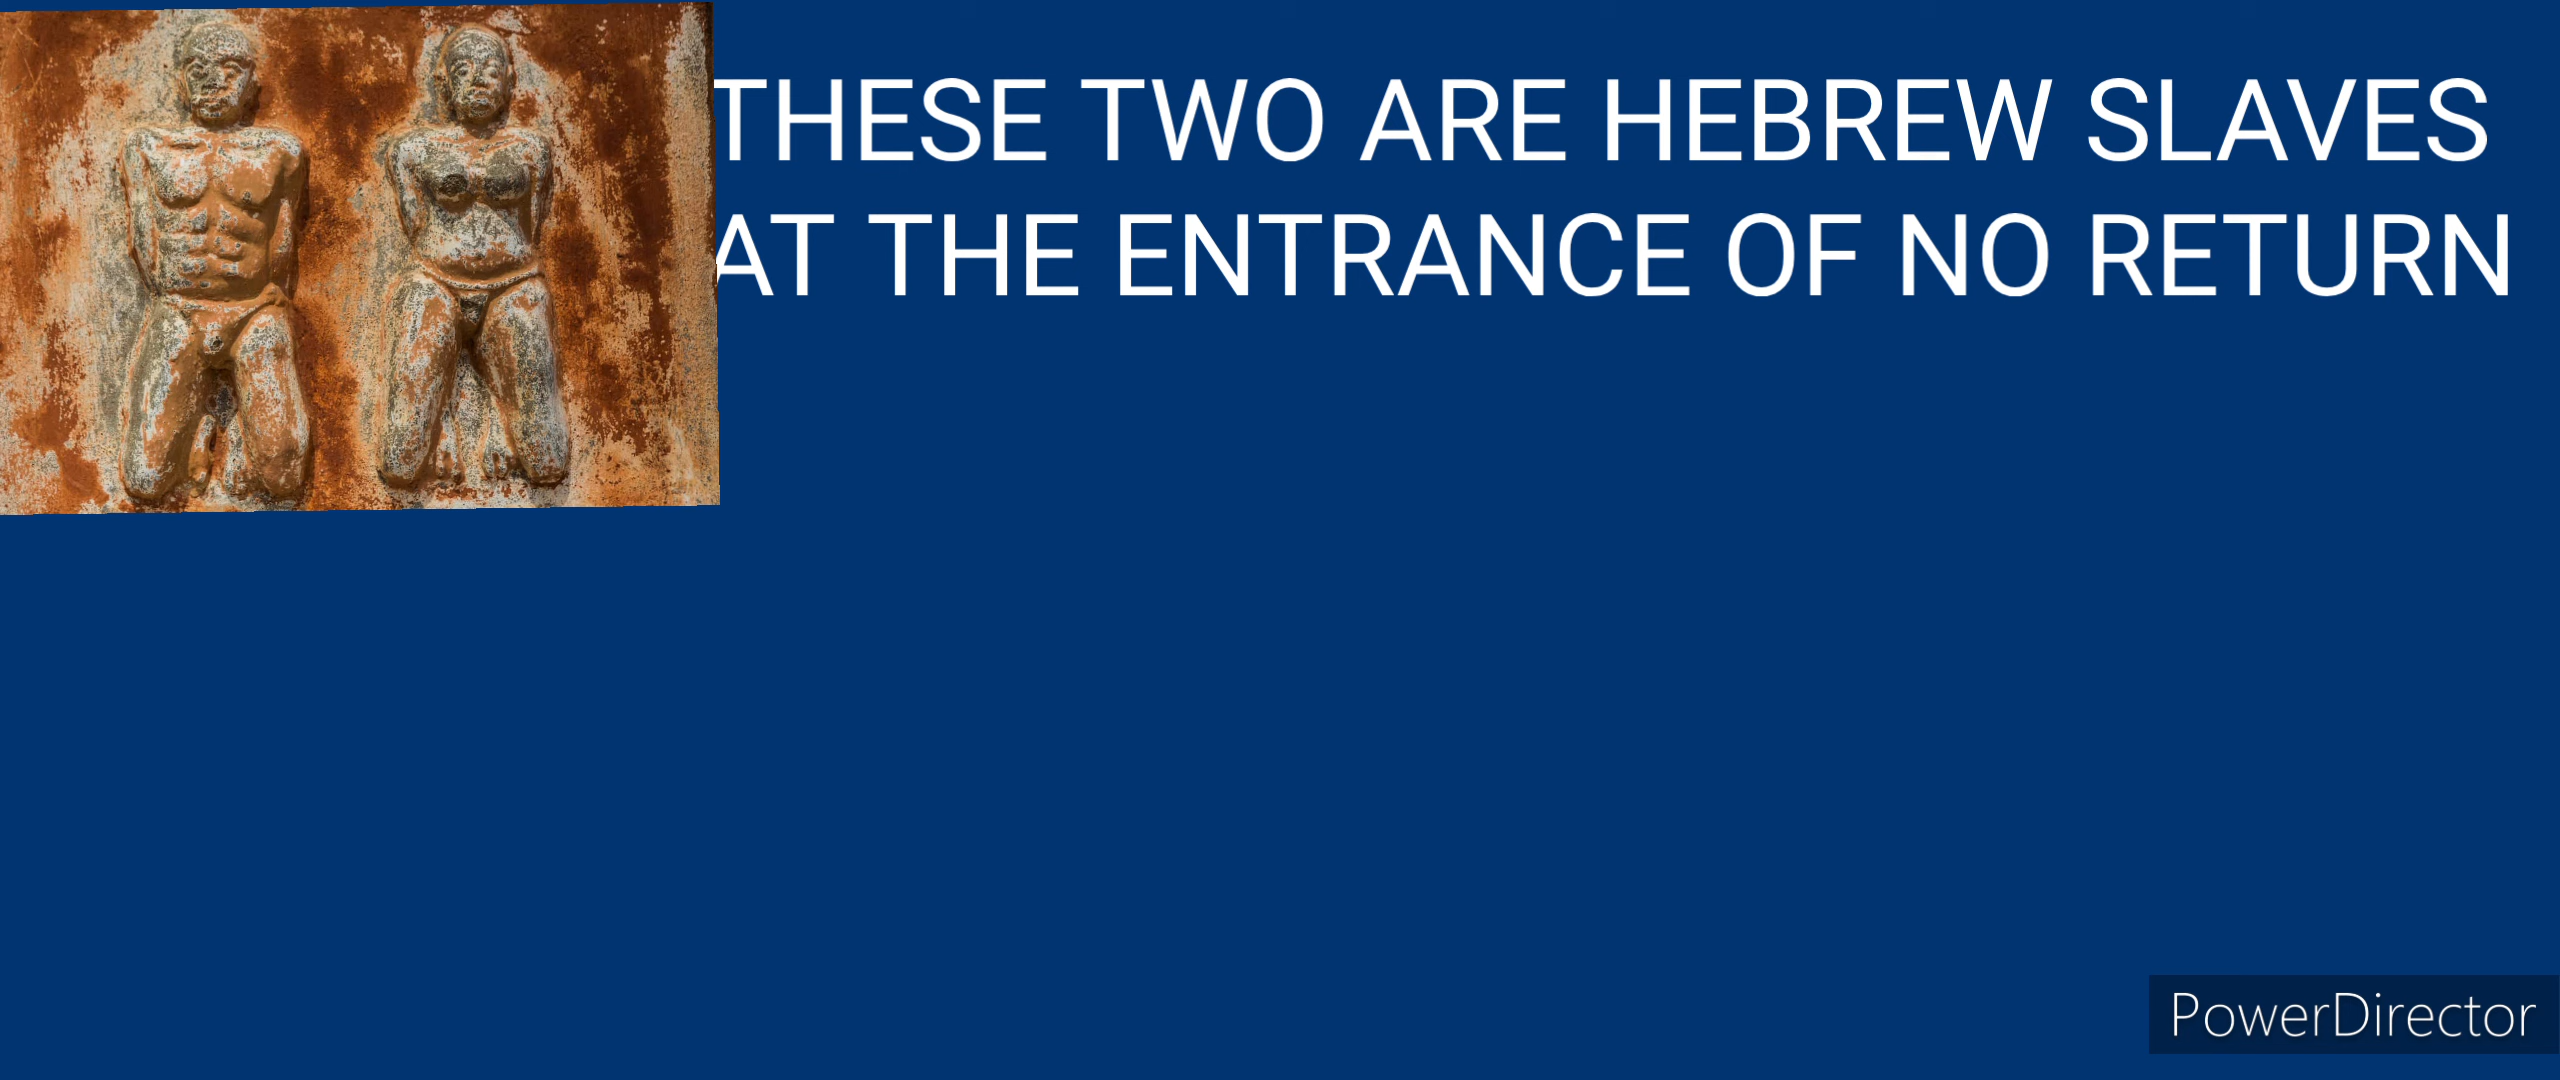 THESE TWO ARE HEBREW SLAVES
AT THE ENTRANCE OF NO RETURN
PowerDirector